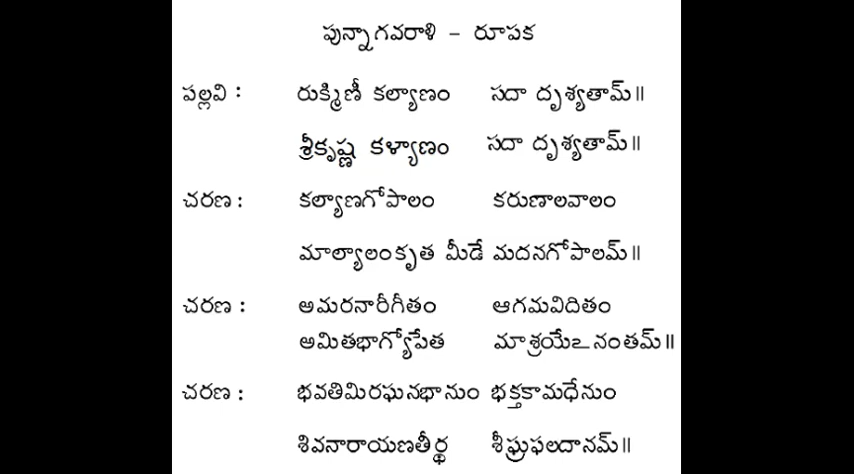 పున్నాగవరాళి – రూపక
పల్లవి : రుక్మిణీ కల్యాణం సదా దృశ్యతామ్॥
శ్రీకృష్ణ కళ్యాణం సదా దృశ్యతామ్॥
చరణ : కల్యాణగోపాలం కరుణాలవాలం
మాల్యాలంకృత మీడే మదనగోపాలమ్॥
చరణ : అమరనారీగీతం ఆగమవిదితం
అమితభాగ్యోపేత మాశ్రయేఽనంతమ్॥
చరణ : భవతిమిరఘనభానుం భక్తకామధేనుం
శివనారాయణతీర్థ శీఘ్రఫలదానమ్॥